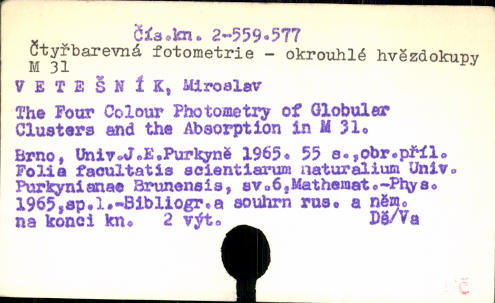 Čís.kn. 2-559.577
Čtyřbarevná fotometrie - okrouhlé hvězdokupy
M 31
V E T E Š N Í K, Miroslav
The Four Colour Photometry of Globular
Clusters and the Absorption in M 31.
Brno, Univ.J.E.Purkyně 1965. 55 s.,obr.příl.
Folia facultatis scientiarum naturalium Univ.
Purkynianae Brunensis, sv.6,Mathemat.-Phys.
1965,sp.1.-Bibliogr.a souhrn rus. a něm.
na konci kn. 2 výt. Dě/Va
Č